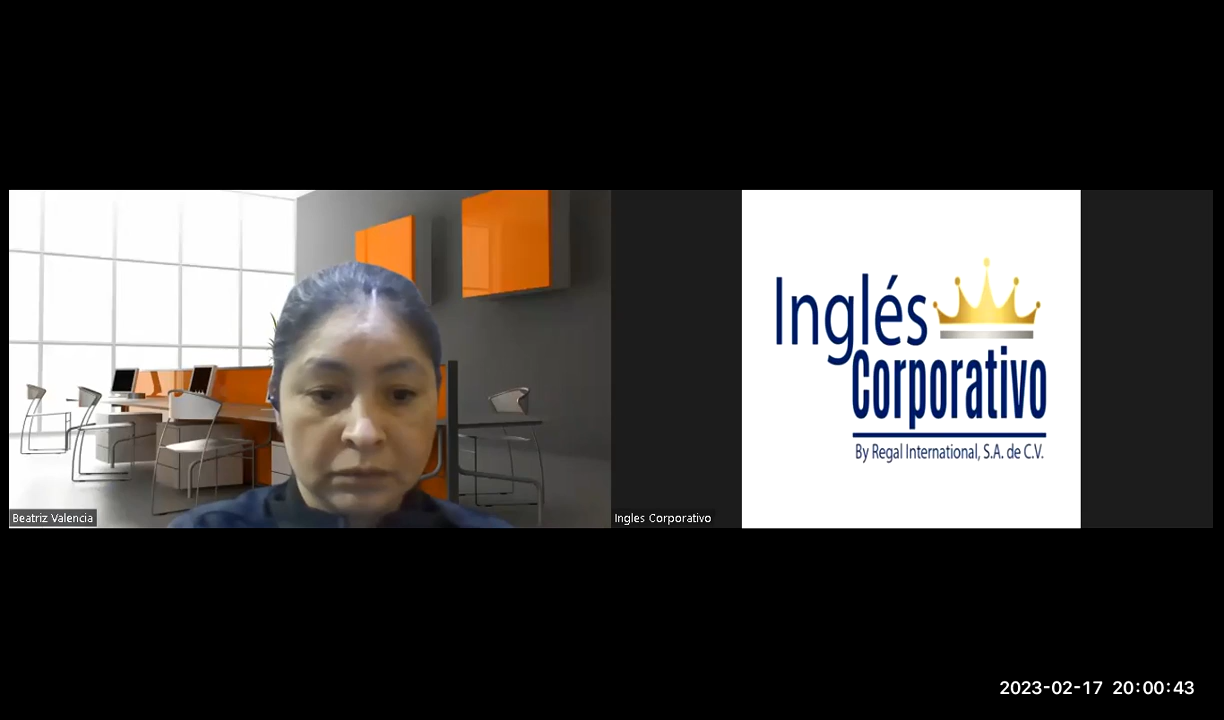 Inglés
Corporativo
By Regal International, S.A. de C.V.
Beatriz Valencia
Ingles Corporativo
2023-02-17 20:00:43